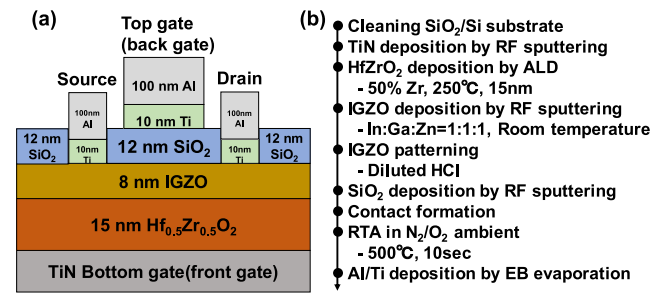 (a)
Top gate
(back gate)
Source
100 nm Al
Drain
100nm
Al
10 nm Ti
100nm
Al
12 nm
SiO₂
10nm
Ti
12 nm SiO₂
10nm
Ti
12 nm
SiO₂
8 nm IGZO
15 nm Hf₀.₅Zr₀.₅O₂
TiN Bottom gate(front gate)
(b)
Cleaning SiO₂/Si substrate
TiN deposition by RF sputtering
HfZrO₂ deposition by ALD
- 50% Zr, 250℃, 15nm
IGZO deposition by RF sputtering
- In:Ga:Zn=1:1:1, Room temperature
IGZO patterning
- Diluted HCl
SiO₂ deposition by RF sputtering
Contact formation
RTA in N₂/O₂ ambient
- 500℃, 10sec
Al/Ti deposition by EB evaporation